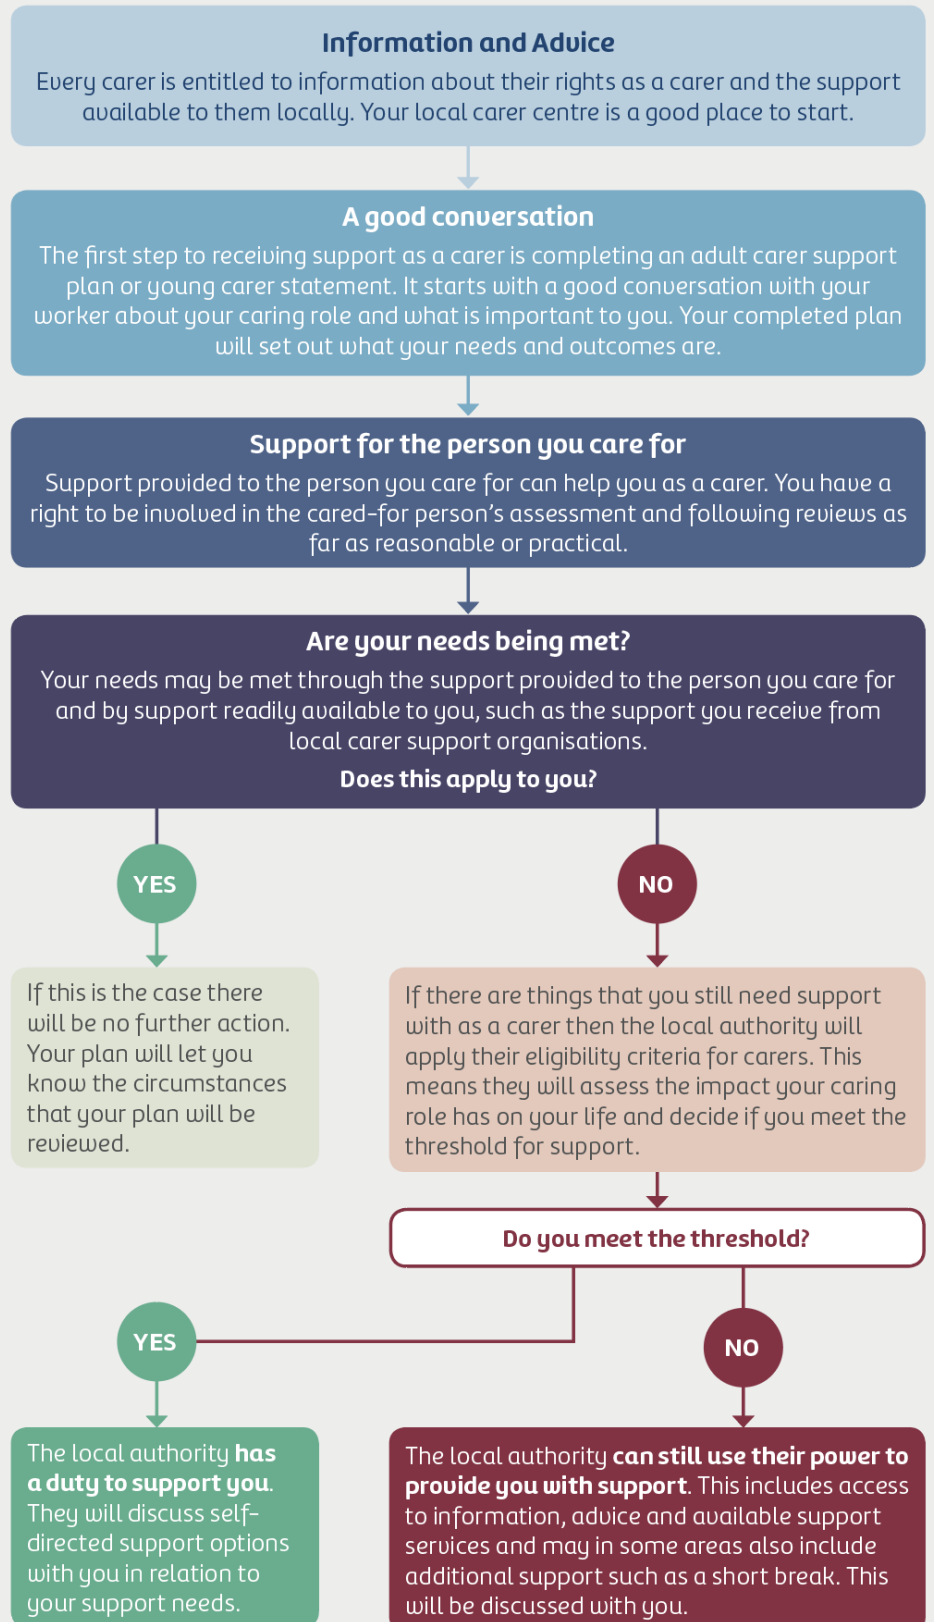 Information and Advice
Every carer is entitled to information about their rights as a carer and the support
available to them locally. Your local carer centre is a good place to start.
A good conversation
The first step to receiving support as a carer is completing an adult carer support
plan or young carer statement. It starts with a good conversation with your
worker about your caring role and what is important to you. Your completed plan
will set out what your needs and outcomes are.
Support for the person you care for
Support provided to the person you care for can help you as a carer. You have a
right to be involved in the cared-for person's assessment and following reviews as
far as reasonable or practical.
Are your needs being met?
Your needs may be met through the support provided to the person you care for
and by support readily available to you, such as the support you receive from
local carer support organisations.
Does this apply to you?
YES
NO
If this is the case there
will be no further action.
Your plan will let you
know the circumstances
that your plan will be
reviewed.
If there are things that you still need support
with as a carer then the local authority will
apply their eligibility criteria for carers. This
means they will assess the impact your caring
role has on your life and decide if you meet the
threshold for support.
Do you meet the threshold?
YES
NO
The local authority has
a duty to support you.
They will discuss self-
directed support options
with you in relation to
your support needs.
The local authority can still use their power to
provide you with support. This includes access
to information, advice and available support
services and may in some areas also include
additional support such as a short break. This
will be discussed with you.